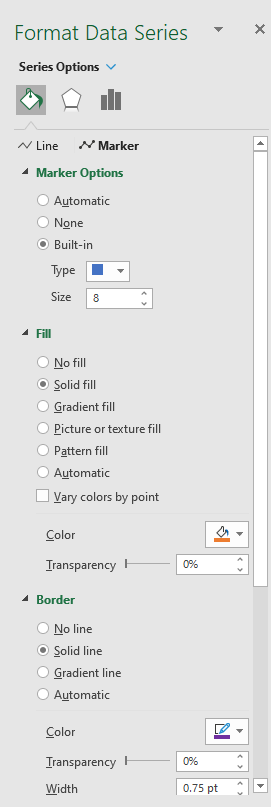 Format Data Series
Series Options
Line Marker
Marker Options
Automatic
None
Built-in
Type
Size 8
Fill
No fill
Solid fill
Gradient fill
Picture or texture fill
Pattern fill
Automatic
Vary colors by point
Color
Transparency 0%
Border
No line
Solid line
Gradient line
Automatic
Color
Transparency 0%
Width 0.75 pt